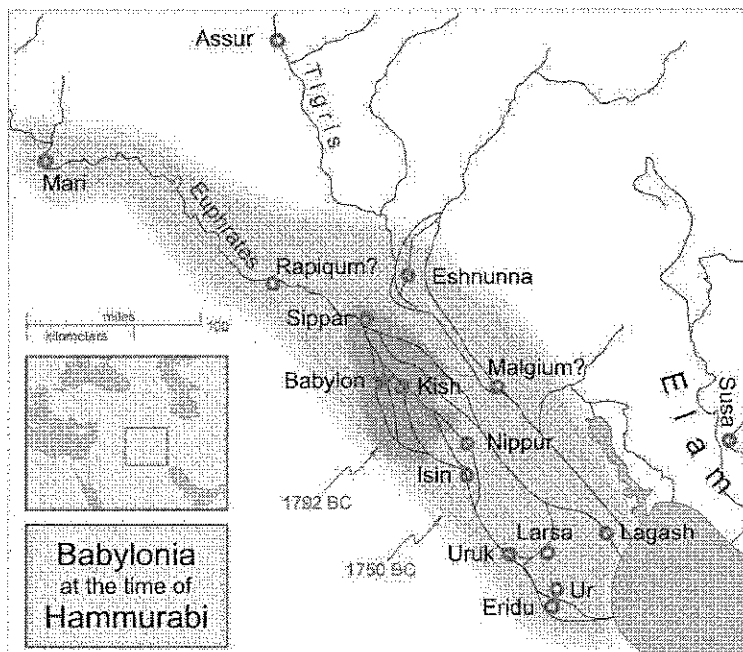 Assur
Tigris
Mari
Euphrates
Rapiqum?
Eshnunna
Sippar
miles
100
kilometers
Babylon
Kish
Malgium?
Elam
Susa
Nippur
Isin
1792 BC
Larsa
Lagash
Uruk
1750 BC
Ur
Eridu
Babylonia
at the time of
Hammurabi